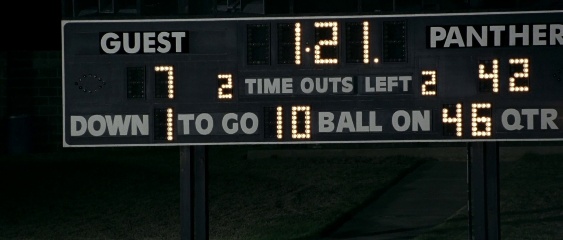 GUEST 1:21. PANTHER
7 2 TIME OUTS LEFT 2 42
DOWN 1 TO GO 10 BALL ON 46 QTR